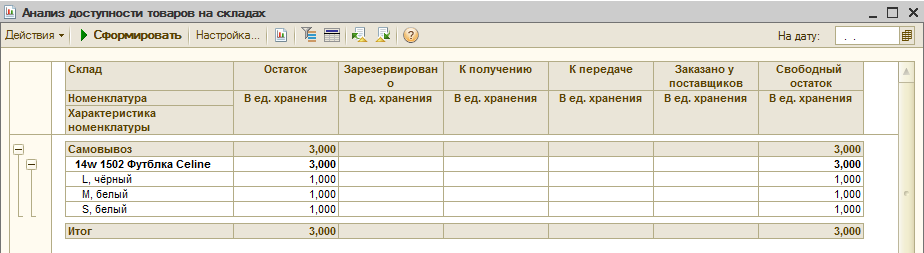 Анализ доступности товаров на складах
Действия Сформировать Настройка... На дату: . .
Склад Остаток Зарезервирован К получению К передаче Заказано у Свободный
о поставщиков остаток
Номенклатура В ед. хранения В ед. хранения В ед. хранения В ед. хранения В ед. хранения В ед. хранения
Характеристика
номенклатуры
Самовывоз 3,000 3,000
14w 1502 Футблка Celine 3,000 3,000
L, чёрный 1,000 1,000
M, белый 1,000 1,000
S, белый 1,000 1,000
Итог 3,000 3,000